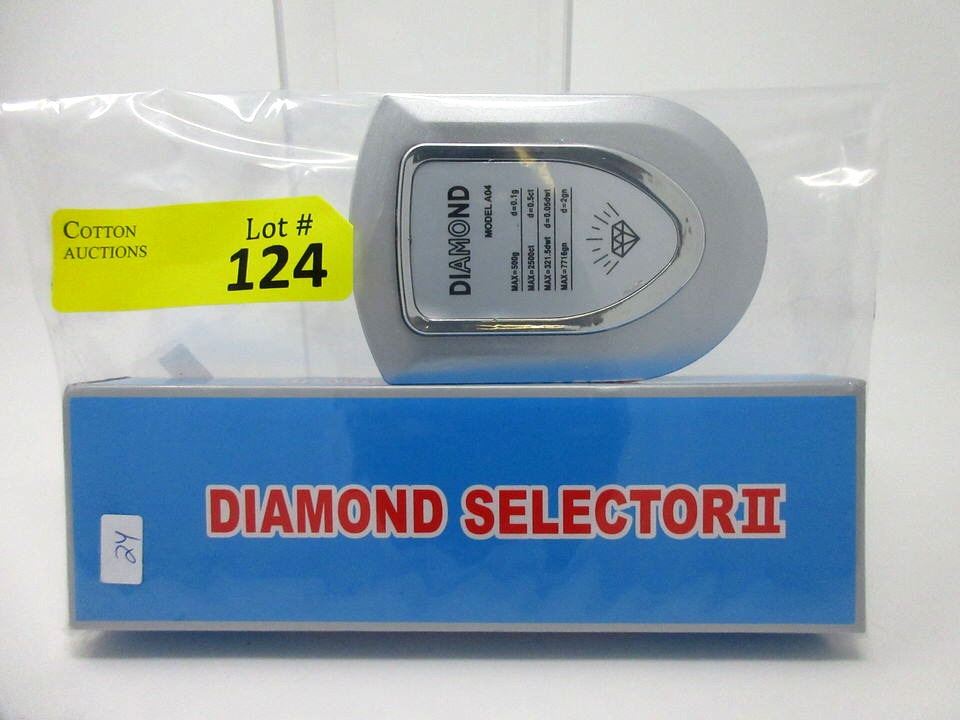 COTTON
AUCTIONS
Lot #
124
DIAMOND
MODEL A04
MAX=500g d=0.1g
MAX=2500ct d=0.5ct
MAX=321.5dwt d=0.05dwt
MAX=7716gn d=2gn
DIAMOND SELECTOR II
24